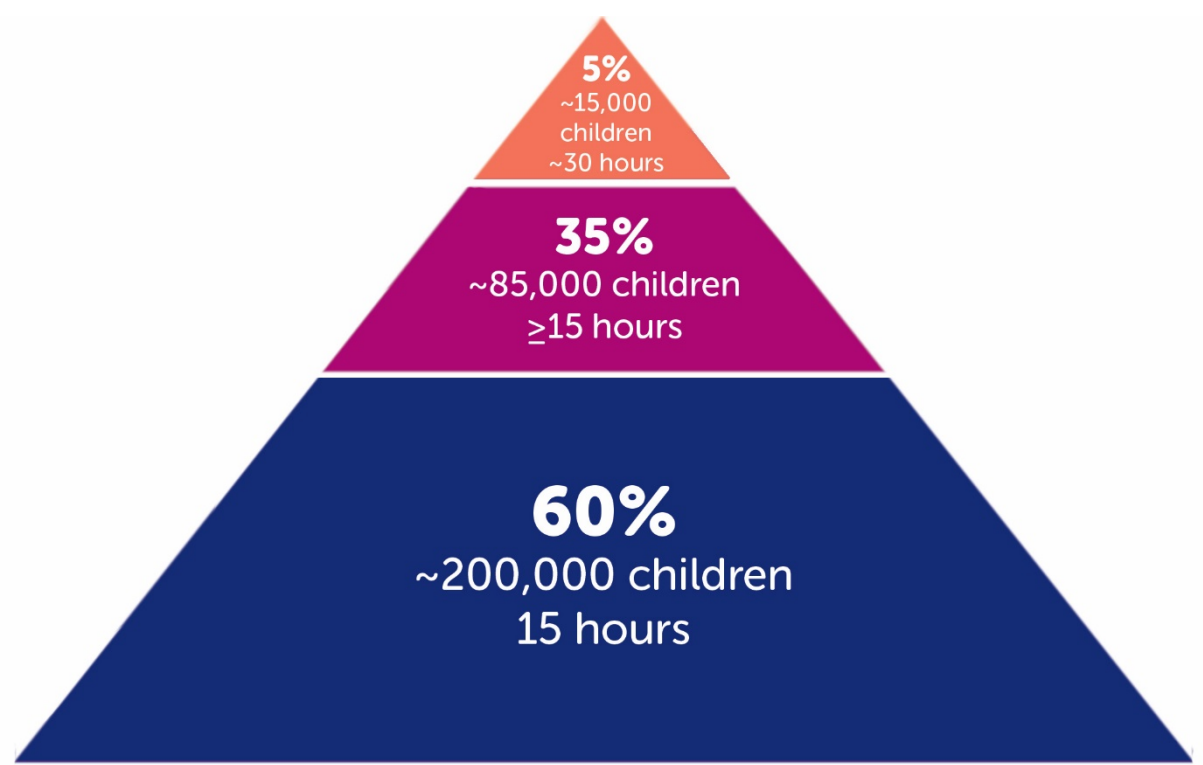 5%
~15,000
children
~30 hours
35%
~85,000 children
≥15 hours
60%
~200,000 children
15 hours